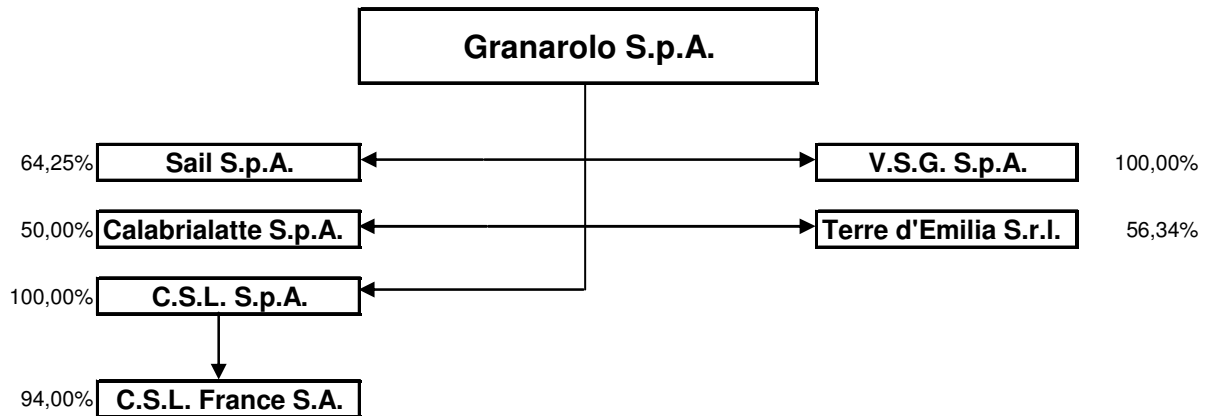 Granarolo S.p.A.
64,25% Sail S.p.A. V.S.G. S.p.A. 100,00%
50,00% Calabrialatte S.p.A. Terre d'Emilia S.r.l. 56,34%
100,00% C.S.L. S.p.A.
94,00% C.S.L. France S.A.